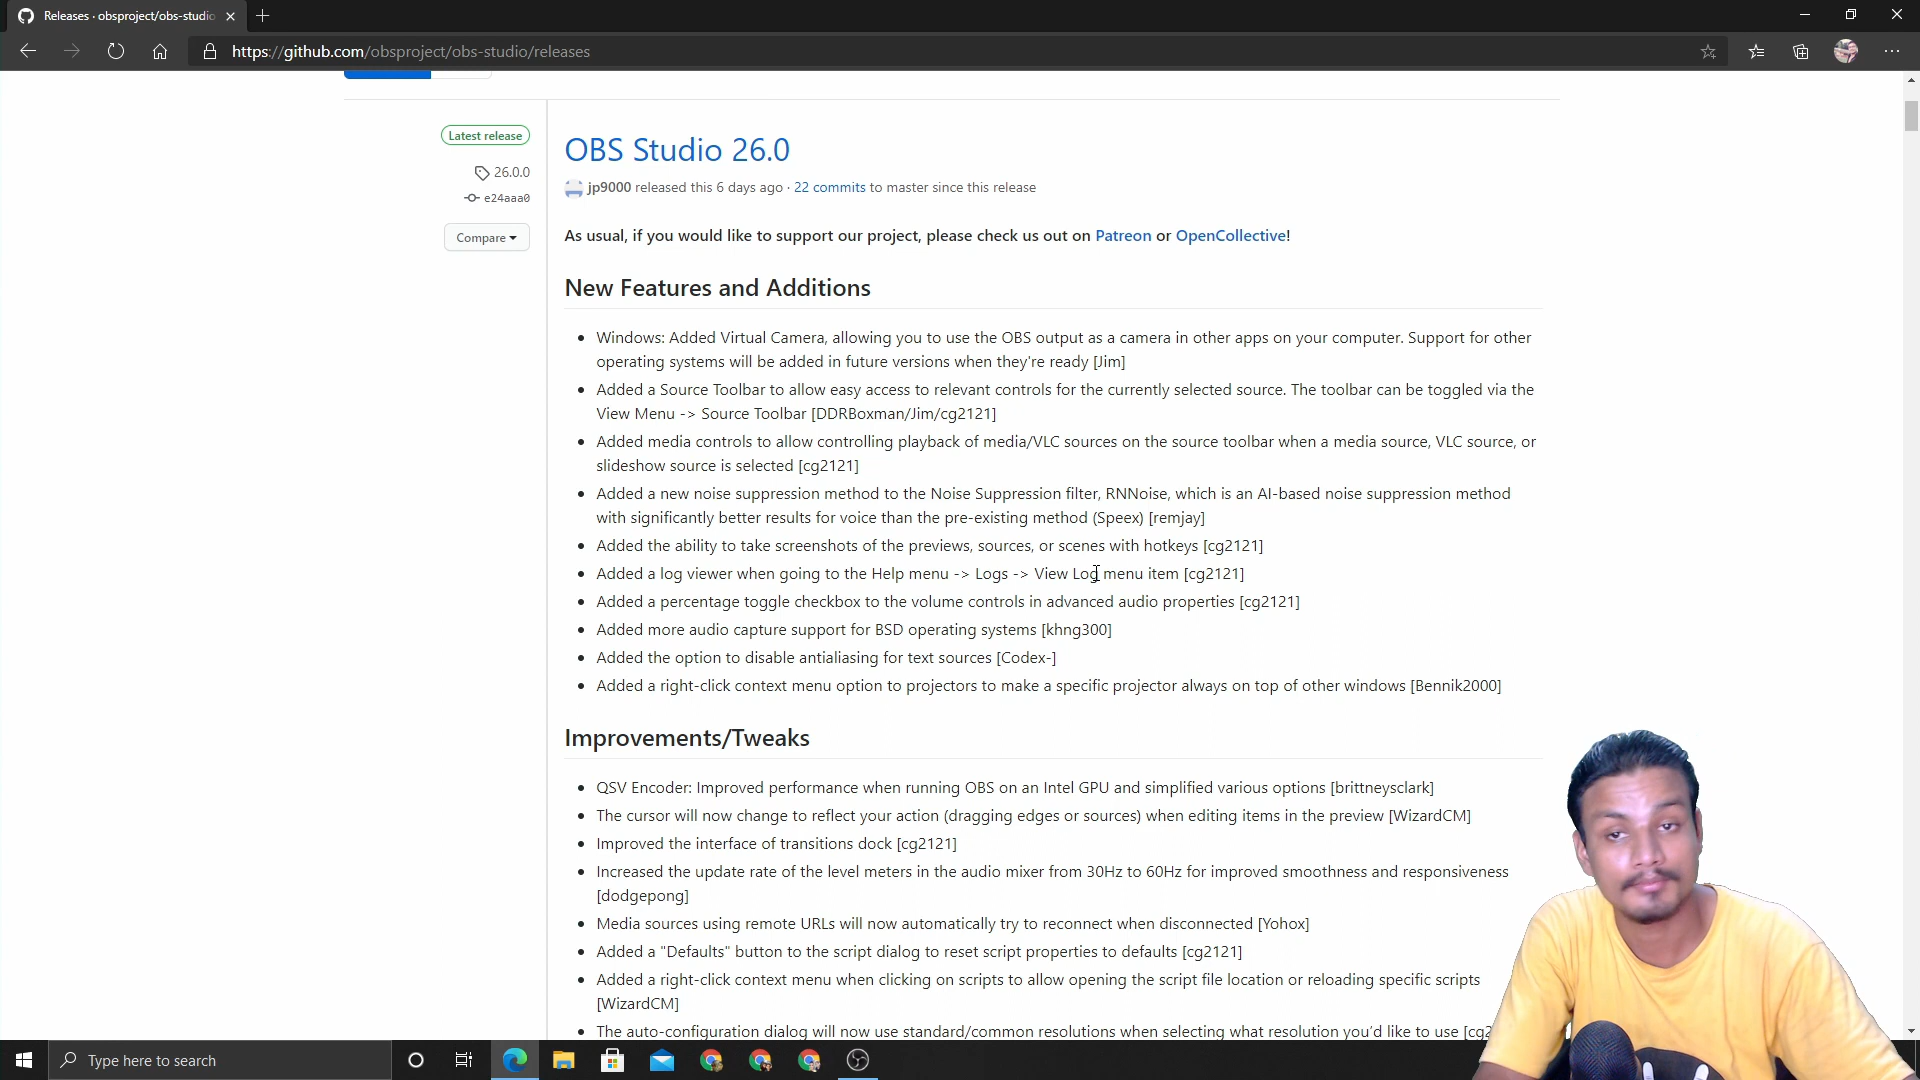 Releases · obsproject/obs-studio
https://github.com/obsproject/obs-studio/releases
Latest release
26.0.0
e24aaa0
Compare
OBS Studio 26.0
jp9000 released this 6 days ago · 22 commits to master since this release
As usual, if you would like to support our project, please check us out on Patreon or OpenCollective!
New Features and Additions
Windows: Added Virtual Camera, allowing you to use the OBS output as a camera in other apps on your computer. Support for other
operating systems will be added in future versions when they're ready [Jim]
Added a Source Toolbar to allow easy access to relevant controls for the currently selected source. The toolbar can be toggled via the
View Menu -> Source Toolbar [DDRBoxman/Jim/cg2121]
Added media controls to allow controlling playback of media/VLC sources on the source toolbar when a media source, VLC source, or
slideshow source is selected [cg2121]
Added a new noise suppression method to the Noise Suppression filter, RNNoise, which is an AI-based noise suppression method
with significantly better results for voice than the pre-existing method (Speex) [remjay]
Added the ability to take screenshots of the previews, sources, or scenes with hotkeys [cg2121]
Added a log viewer when going to the Help menu -> Logs -> View Log menu item [cg2121]
Added a percentage toggle checkbox to the volume controls in advanced audio properties [cg2121]
Added more audio capture support for BSD operating systems [khng300]
Added the option to disable antialiasing for text sources [Codex-]
Added a right-click context menu option to projectors to make a specific projector always on top of other windows [Bennik2000]
Improvements/Tweaks
QSV Encoder: Improved performance when running OBS on an Intel GPU and simplified various options [brittneysclark]
The cursor will now change to reflect your action (dragging edges or sources) when editing items in the preview [WizardCM]
Improved the interface of transitions dock [cg2121]
Increased the update rate of the level meters in the audio mixer from 30Hz to 60Hz for improved smoothness and responsiveness
[dodgepong]
Media sources using remote URLs will now automatically try to reconnect when disconnected [Yohox]
Added a "Defaults" button to the script dialog to reset script properties to defaults [cg2121]
Added a right-click context menu when clicking on scripts to allow opening the script file location or reloading specific scripts
[WizardCM]
The auto-configuration dialog will now use standard/common resolutions when selecting what resolution you'd like to use [cg2
Type here to search